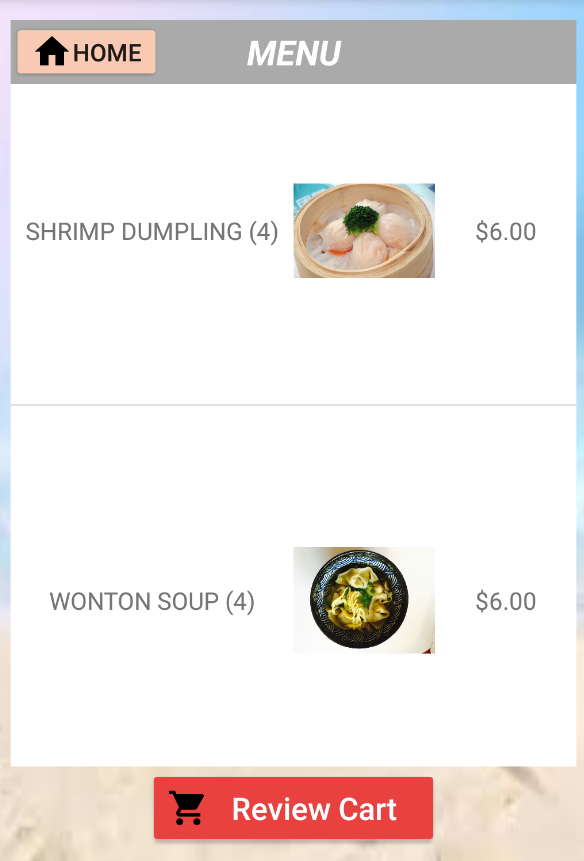 HOME
MENU
SHRIMP DUMPLING (4)
$6.00
WONTON SOUP (4)
$6.00
Review Cart